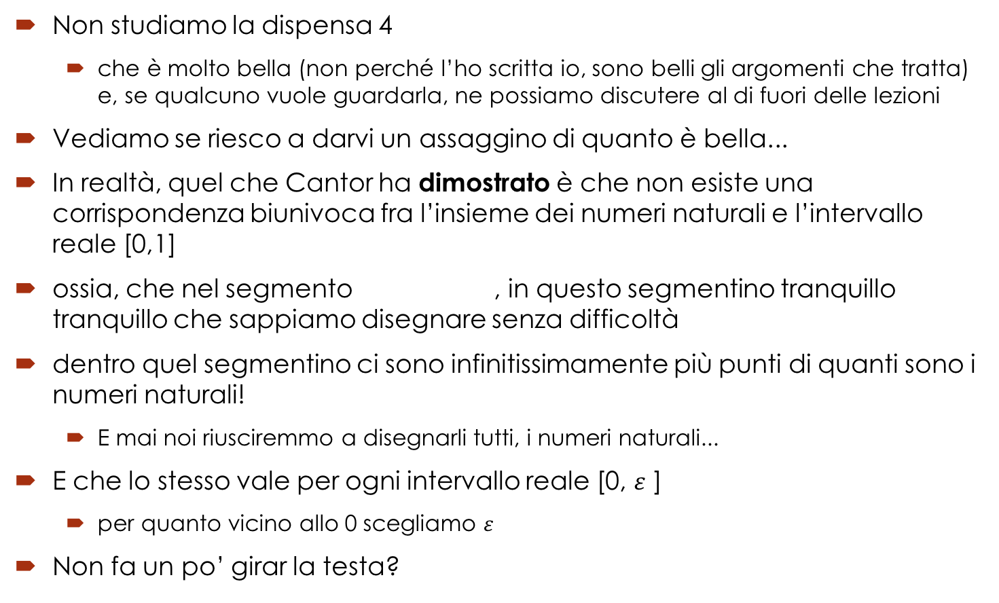 Non studiamo la dispensa 4
che è molto bella (non perché l’ho scritta io, sono belli gli argomenti che tratta)
e, se qualcuno vuole guardarla, ne possiamo discutere al di fuori delle lezioni
Vediamo se riesco a darvi un assaggino di quanto è bella...
In realtà, quel che Cantor ha dimostrato è che non esiste una
corrispondenza biunivoca fra l’insieme dei numeri naturali e l’intervallo
reale [0,1]
ossia, che nel segmento , in questo segmentino tranquillo
tranquillo che sappiamo disegnare senza difficoltà
dentro quel segmentino ci sono infinitissimamente più punti di quanti sono i
numeri naturali!
E mai noi riusciremmo a disegnarli tutti, i numeri naturali...
E che lo stesso vale per ogni intervallo reale [0, ε ]
per quanto vicino allo 0 scegliamo ε
Non fa un po’ girar la testa?